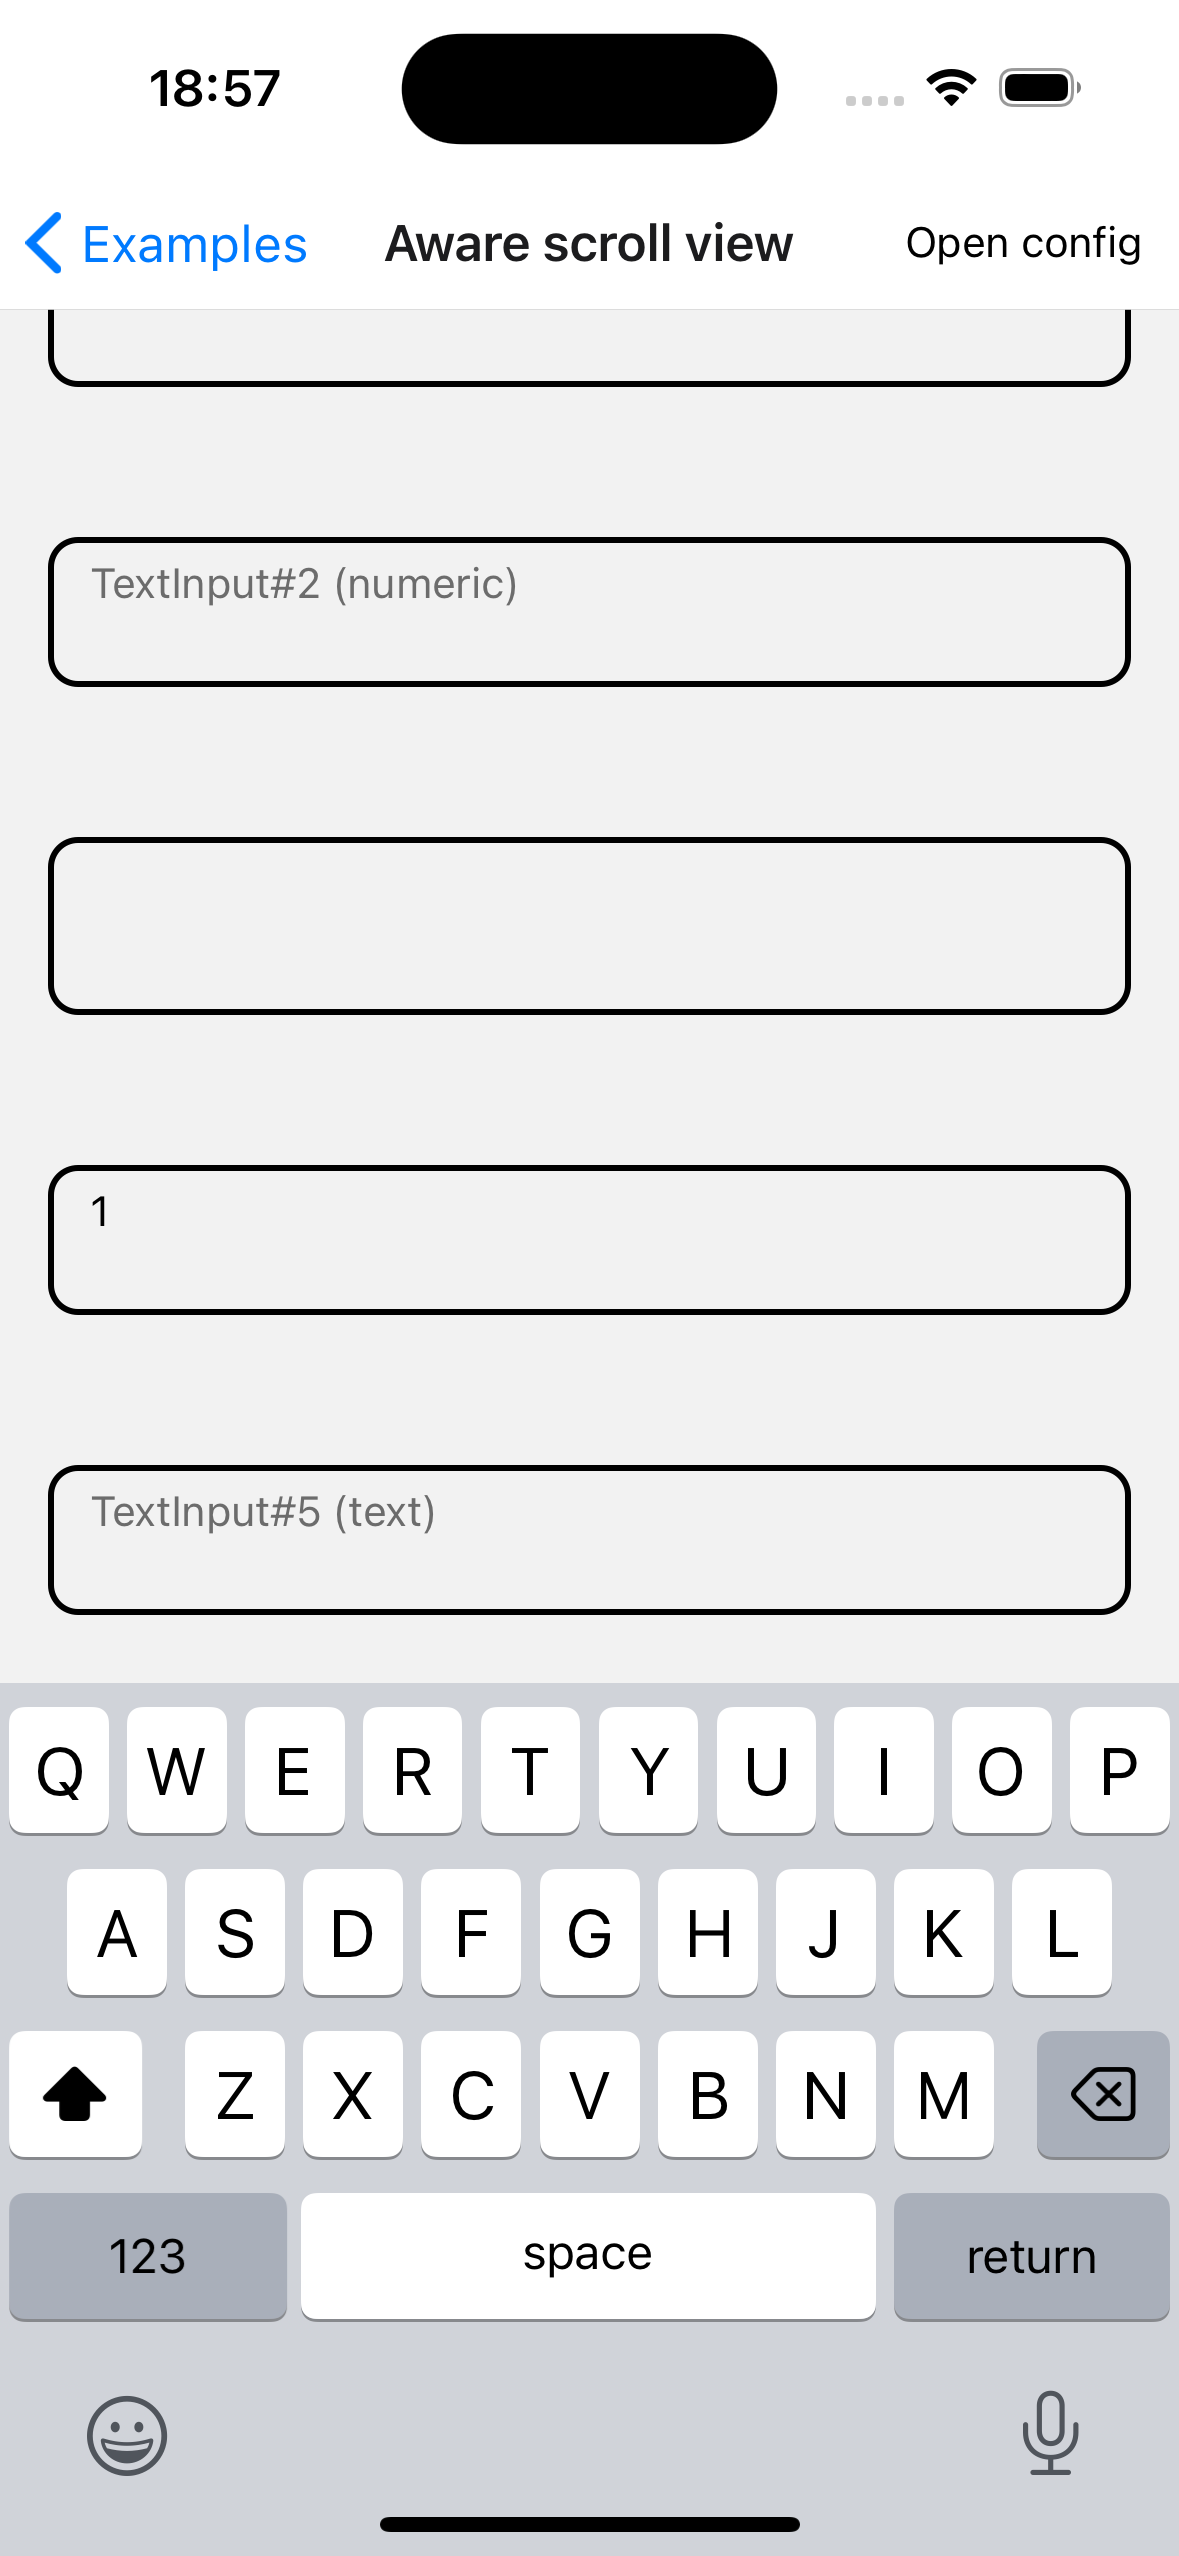 18:57
Examples
Aware scroll view
Open config
TextInput#2 (numeric)
1
TextInput#5 (text)
Q W E R T Y U I O P
A S D F G H J K L
Z X C V B N M
123 space return